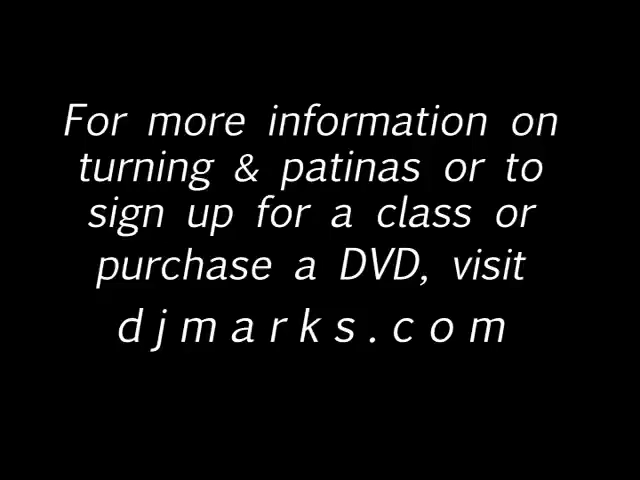 For more information on
turning & patinas or to
sign up for a class or
purchase a DVD, visit
djmarks.com